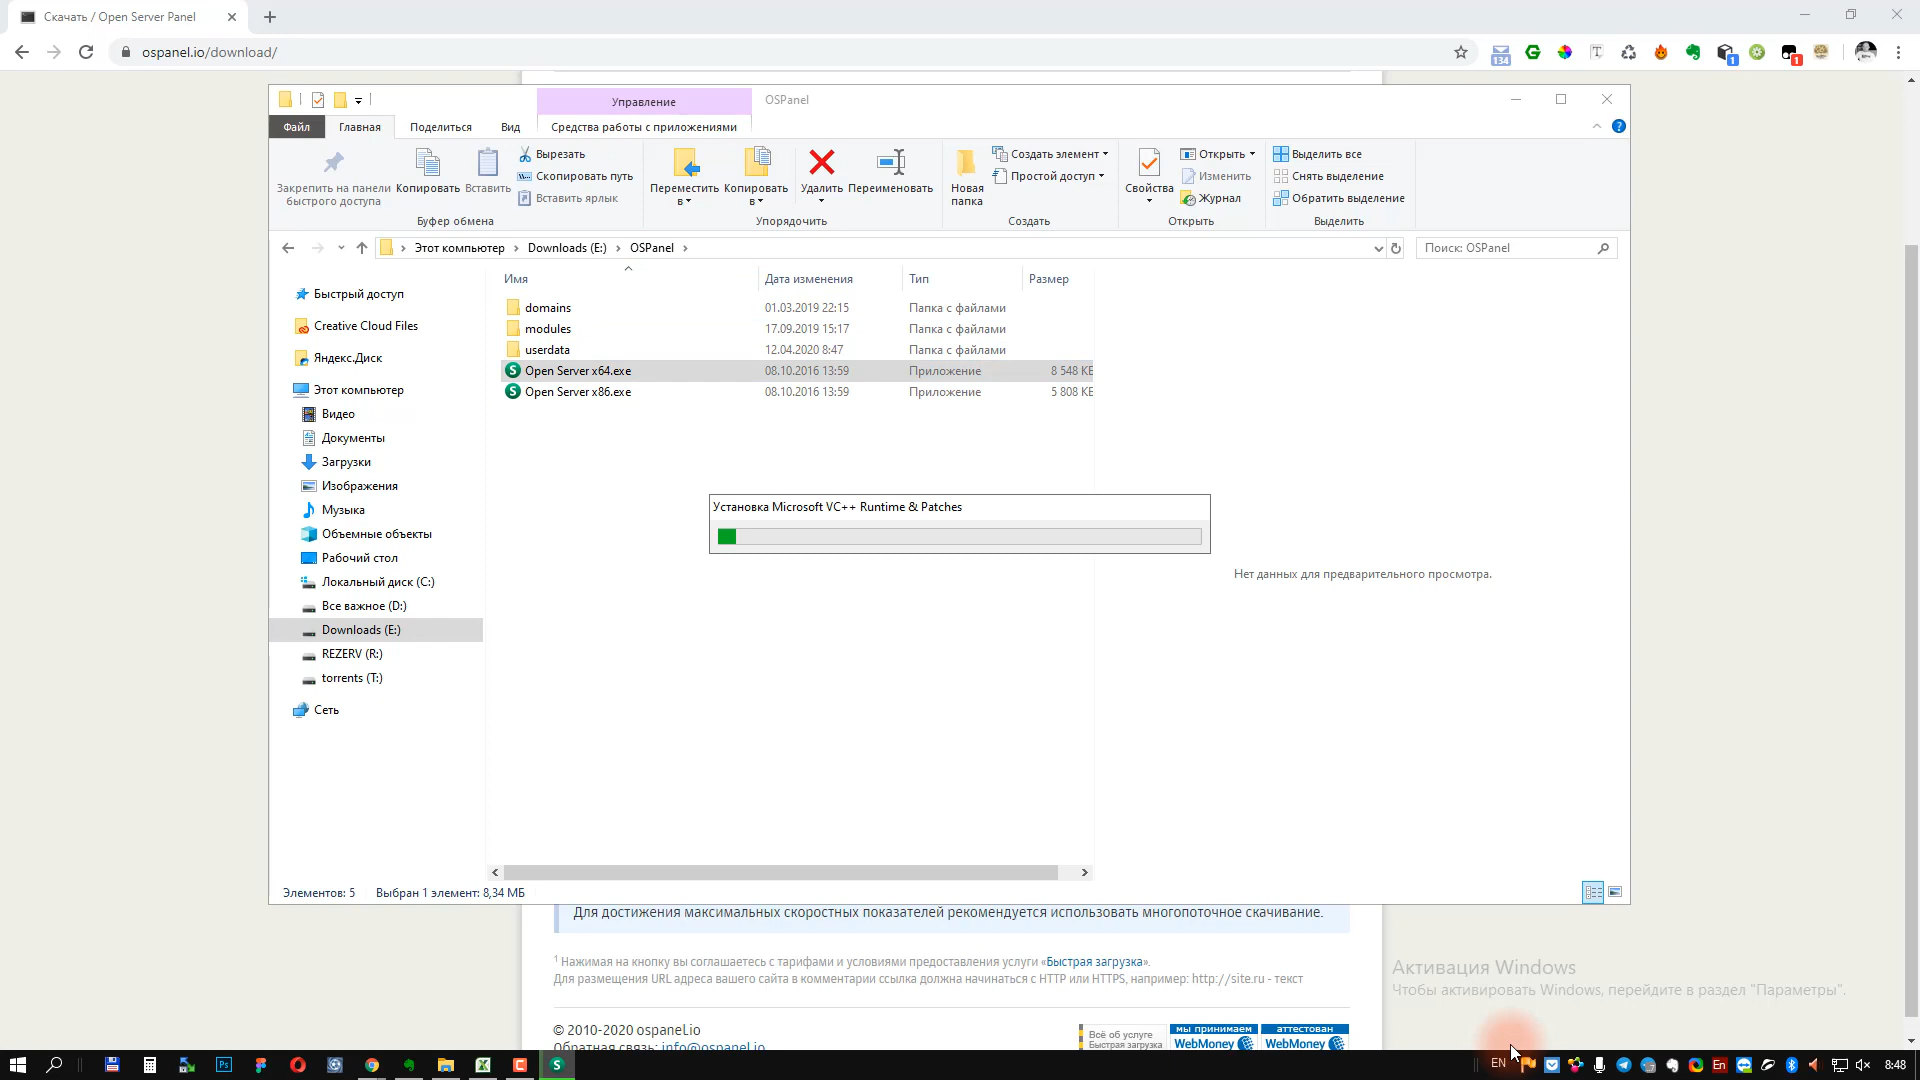 Скачать / Open Server Panel
ospanel.io/download/
134
1
1
Управление
OSPanel
Файл
Главная
Поделиться
Вид
Средства работы с приложениями
Закрепить на панели быстрого доступа
Копировать
Вставить
Вырезать
Скопировать путь
Вставить ярлык
Переместить в
Копировать в
Удалить
Переименовать
Новая папка
Создать элемент
Простой доступ
Свойства
Открыть
Изменить
Журнал
Выделить все
Снять выделение
Обратить выделение
Буфер обмена
Упорядочить
Создать
Открыть
Выделить
Этот компьютер
Downloads (E:)
OSPanel
Поиск: OSPanel
Имя
Дата изменения
Тип
Размер
domains 01.03.2019 22:15 Папка с файлами
modules 17.09.2019 15:17 Папка с файлами
userdata 12.04.2020 8:47 Папка с файлами
Open Server x64.exe 08.10.2016 13:59 Приложение 8 548 КБ
Open Server x86.exe 08.10.2016 13:59 Приложение 5 808 КБ
Быстрый доступ
Creative Cloud Files
Яндекс.Диск
Этот компьютер
Видео
Документы
Загрузки
Изображения
Музыка
Объемные объекты
Рабочий стол
Локальный диск (C:)
Все важное (D:)
Downloads (E:)
REZERV (R:)
torrents (T:)
Сеть
Установка Microsoft VC++ Runtime & Patches
Нет данных для предварительного просмотра.
Элементов: 5
Выбран 1 элемент: 8,34 МБ
Для достижения максимальных скоростных показателей рекомендуется использовать многопоточное скачивание.
1 Нажимая на кнопку вы соглашаетесь с тарифами и условиями предоставления услуги «Быстрая загрузка».
Для размещения URL адреса вашего сайта в комментарии ссылка должна начинаться с HTTP или HTTPS, например: http://site.ru - текст
© 2010-2020 ospanel.io
Обратная связь: info@ospanel.io
Всё об услуге
Быстрая загрузка
мы принимаем
WebMoney
аттестован
WebMoney
Активация Windows
Чтобы активировать Windows, перейдите в раздел "Параметры".
Ps
EN
En
8:48